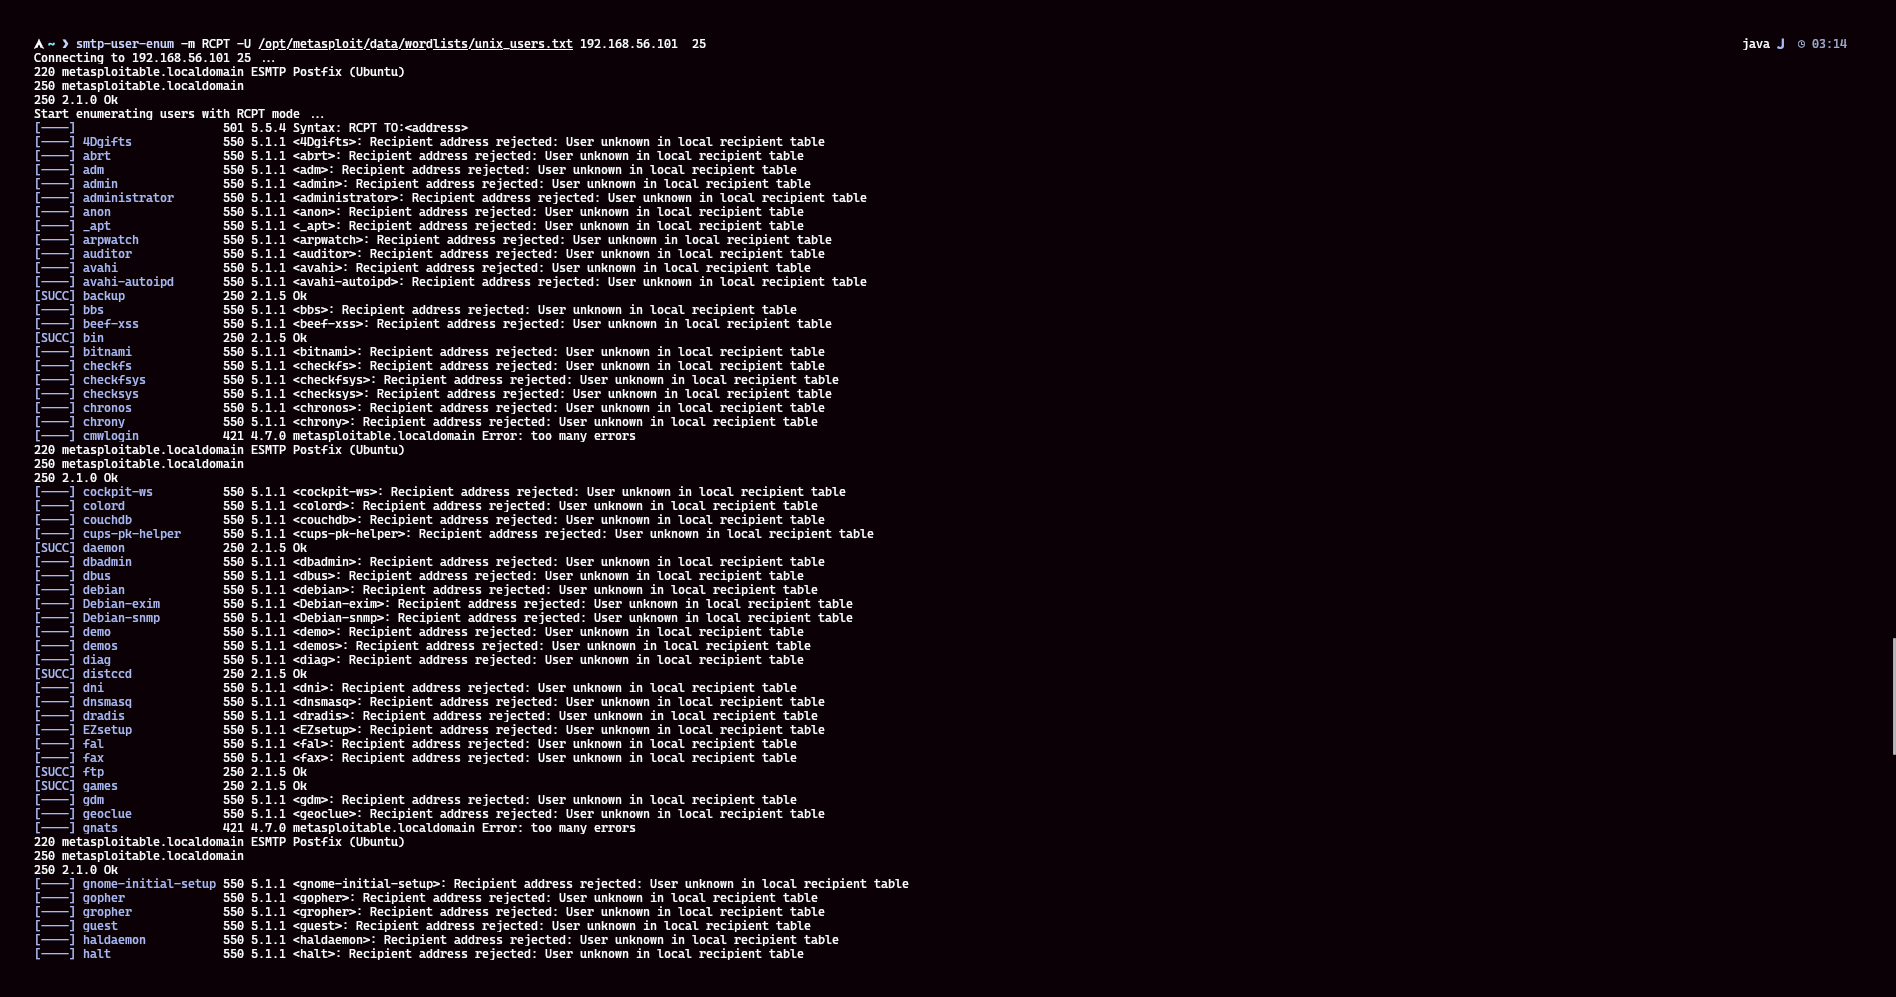 ~ ❯ smtp-user-enum -m RCPT -U /opt/metasploit/data/wordlists/unix_users.txt 192.168.56.101  25 java 03:14
Connecting to 192.168.56.101 25 ...
220 metasploitable.localdomain ESMTP Postfix (Ubuntu)
250 metasploitable.localdomain
250 2.1.0 Ok
Start enumerating users with RCPT mode ...
[----]                     501 5.5.4 Syntax: RCPT TO:<address>
[----] 4Dgifts             550 5.1.1 <4Dgifts>: Recipient address rejected: User unknown in local recipient table
[----] abrt                550 5.1.1 <abrt>: Recipient address rejected: User unknown in local recipient table
[----] adm                 550 5.1.1 <adm>: Recipient address rejected: User unknown in local recipient table
[----] admin               550 5.1.1 <admin>: Recipient address rejected: User unknown in local recipient table
[----] administrator       550 5.1.1 <administrator>: Recipient address rejected: User unknown in local recipient table
[----] anon                550 5.1.1 <anon>: Recipient address rejected: User unknown in local recipient table
[----] _apt                550 5.1.1 <_apt>: Recipient address rejected: User unknown in local recipient table
[----] arpwatch            550 5.1.1 <arpwatch>: Recipient address rejected: User unknown in local recipient table
[----] auditor             550 5.1.1 <auditor>: Recipient address rejected: User unknown in local recipient table
[----] avahi               550 5.1.1 <avahi>: Recipient address rejected: User unknown in local recipient table
[----] avahi-autoipd       550 5.1.1 <avahi-autoipd>: Recipient address rejected: User unknown in local recipient table
[SUCC] backup              250 2.1.5 Ok
[----] bbs                 550 5.1.1 <bbs>: Recipient address rejected: User unknown in local recipient table
[----] beef-xss            550 5.1.1 <beef-xss>: Recipient address rejected: User unknown in local recipient table
[SUCC] bin                 250 2.1.5 Ok
[----] bitnami             550 5.1.1 <bitnami>: Recipient address rejected: User unknown in local recipient table
[----] checkfs             550 5.1.1 <checkfs>: Recipient address rejected: User unknown in local recipient table
[----] checkfsys           550 5.1.1 <checkfsys>: Recipient address rejected: User unknown in local recipient table
[----] checksys            550 5.1.1 <checksys>: Recipient address rejected: User unknown in local recipient table
[----] chronos             550 5.1.1 <chronos>: Recipient address rejected: User unknown in local recipient table
[----] chrony              550 5.1.1 <chrony>: Recipient address rejected: User unknown in local recipient table
[----] cmwlogin            421 4.7.0 metasploitable.localdomain Error: too many errors
220 metasploitable.localdomain ESMTP Postfix (Ubuntu)
250 metasploitable.localdomain
250 2.1.0 Ok
[----] cockpit-ws          550 5.1.1 <cockpit-ws>: Recipient address rejected: User unknown in local recipient table
[----] colord              550 5.1.1 <colord>: Recipient address rejected: User unknown in local recipient table
[----] couchdb             550 5.1.1 <couchdb>: Recipient address rejected: User unknown in local recipient table
[----] cups-pk-helper      550 5.1.1 <cups-pk-helper>: Recipient address rejected: User unknown in local recipient table
[SUCC] daemon              250 2.1.5 Ok
[----] dbadmin             550 5.1.1 <dbadmin>: Recipient address rejected: User unknown in local recipient table
[----] dbus                550 5.1.1 <dbus>: Recipient address rejected: User unknown in local recipient table
[----] debian              550 5.1.1 <debian>: Recipient address rejected: User unknown in local recipient table
[----] Debian-exim         550 5.1.1 <Debian-exim>: Recipient address rejected: User unknown in local recipient table
[----] Debian-snmp         550 5.1.1 <Debian-snmp>: Recipient address rejected: User unknown in local recipient table
[----] demo                550 5.1.1 <demo>: Recipient address rejected: User unknown in local recipient table
[----] demos               550 5.1.1 <demos>: Recipient address rejected: User unknown in local recipient table
[----] diag                550 5.1.1 <diag>: Recipient address rejected: User unknown in local recipient table
[SUCC] distccd             250 2.1.5 Ok
[----] dni                 550 5.1.1 <dni>: Recipient address rejected: User unknown in local recipient table
[----] dnsmasq             550 5.1.1 <dnsmasq>: Recipient address rejected: User unknown in local recipient table
[----] dradis              550 5.1.1 <dradis>: Recipient address rejected: User unknown in local recipient table
[----] EZsetup             550 5.1.1 <EZsetup>: Recipient address rejected: User unknown in local recipient table
[----] fal                 550 5.1.1 <fal>: Recipient address rejected: User unknown in local recipient table
[----] fax                 550 5.1.1 <fax>: Recipient address rejected: User unknown in local recipient table
[SUCC] ftp                 250 2.1.5 Ok
[SUCC] games               250 2.1.5 Ok
[----] gdm                 550 5.1.1 <gdm>: Recipient address rejected: User unknown in local recipient table
[----] geoclue             550 5.1.1 <geoclue>: Recipient address rejected: User unknown in local recipient table
[----] gnats               421 4.7.0 metasploitable.localdomain Error: too many errors
220 metasploitable.localdomain ESMTP Postfix (Ubuntu)
250 metasploitable.localdomain
250 2.1.0 Ok
[----] gnome-initial-setup 550 5.1.1 <gnome-initial-setup>: Recipient address rejected: User unknown in local recipient table
[----] gopher              550 5.1.1 <gopher>: Recipient address rejected: User unknown in local recipient table
[----] gropher             550 5.1.1 <gropher>: Recipient address rejected: User unknown in local recipient table
[----] guest               550 5.1.1 <guest>: Recipient address rejected: User unknown in local recipient table
[----] haldaemon           550 5.1.1 <haldaemon>: Recipient address rejected: User unknown in local recipient table
[----] halt                550 5.1.1 <halt>: Recipient address rejected: User unknown in local recipient table